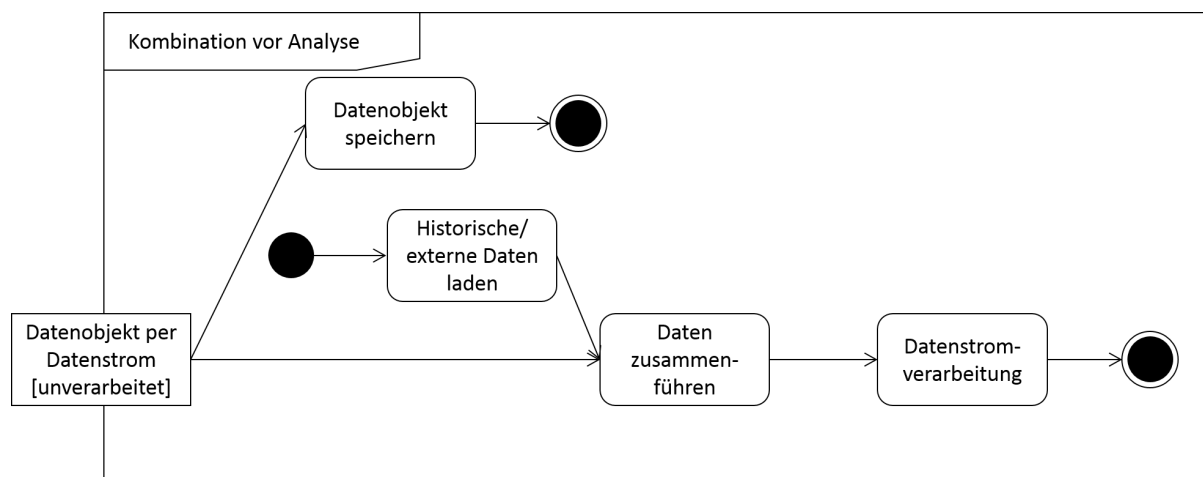 Kombination vor Analyse
Datenobjekt
speichern
Historische/
externe Daten
laden
Datenobjekt per
Datenstrom
[unverarbeitet]
Daten
zusammen-
führen
Datenstrom-
verarbeitung